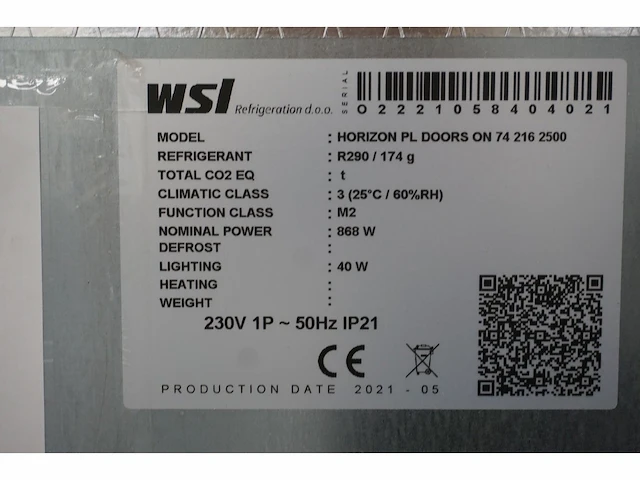 WSI Refrigeration d.o.o.
SERIAL
O2221058404021
MODEL : HORIZON PL DOORS ON 74 216 2500
REFRIGERANT : R290 / 174 g
TOTAL CO2 EQ : t
CLIMATIC CLASS : 3 (25°C / 60%RH)
FUNCTION CLASS : M2
NOMINAL POWER : 868 W
DEFROST :
LIGHTING : 40 W
HEATING :
WEIGHT :
230V 1P ~ 50Hz IP21
CE
PRODUCTION DATE 2021 - 05